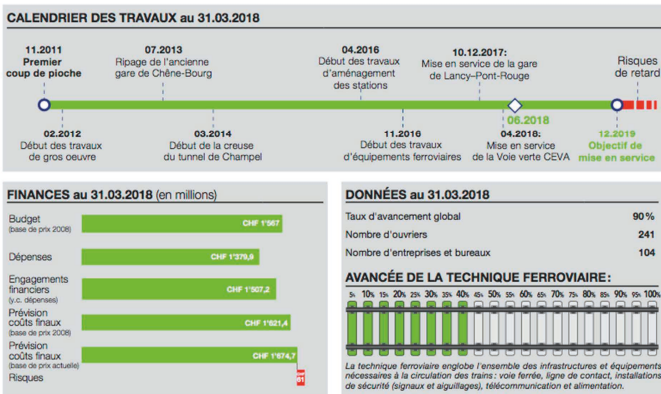 CALENDRIER DES TRAVAUX au 31.03.2018
11.2011
Premier
coup de pioche
07.2013
Ripage de l'ancienne
gare de Chêne-Bourg
04.2016
Début des travaux
d'aménagement
des stations
10.12.2017:
Mise en service de la gare
de Lancy–Pont-Rouge
Risques
de retard
02.2012
Début des travaux
de gros oeuvre
03.2014
Début de la creuse
du tunnel de Champel
11.2016
Début des travaux
d'équipements ferroviaires
06.2018
04.2018:
Mise en service
de la Voie verte CEVA
12.2019
Objectif de
mise en service
FINANCES au 31.03.2018 (en millions)
Budget
(base de prix 2008)
CHF 1'567
Dépenses
CHF 1'379,6
Engagements
financiers
(y.c. dépenses)
CHF 1'507,2
Prévision
coûts finaux
(base de prix 2008)
CHF 1'621,4
Prévision
coûts finaux
(base de prix actuelle)
CHF 1'674,7
Risques
DONNÉES au 31.03.2018
Taux d'avancement global 90%
Nombre d'ouvriers 241
Nombre d'entreprises et bureaux 104
AVANCÉE DE LA TECHNIQUE FERROVIAIRE:
5% 10% 15% 20% 25% 30% 35% 40% 45% 50% 55% 60% 65% 70% 75% 80% 85% 90% 95% 100%
La technique ferroviaire englobe l'ensemble des infrastructures et équipements
nécessaires à la circulation des trains: voie ferrée, ligne de contact, installations
de sécurité (signaux et aiguillages), télécommunication et alimentation.